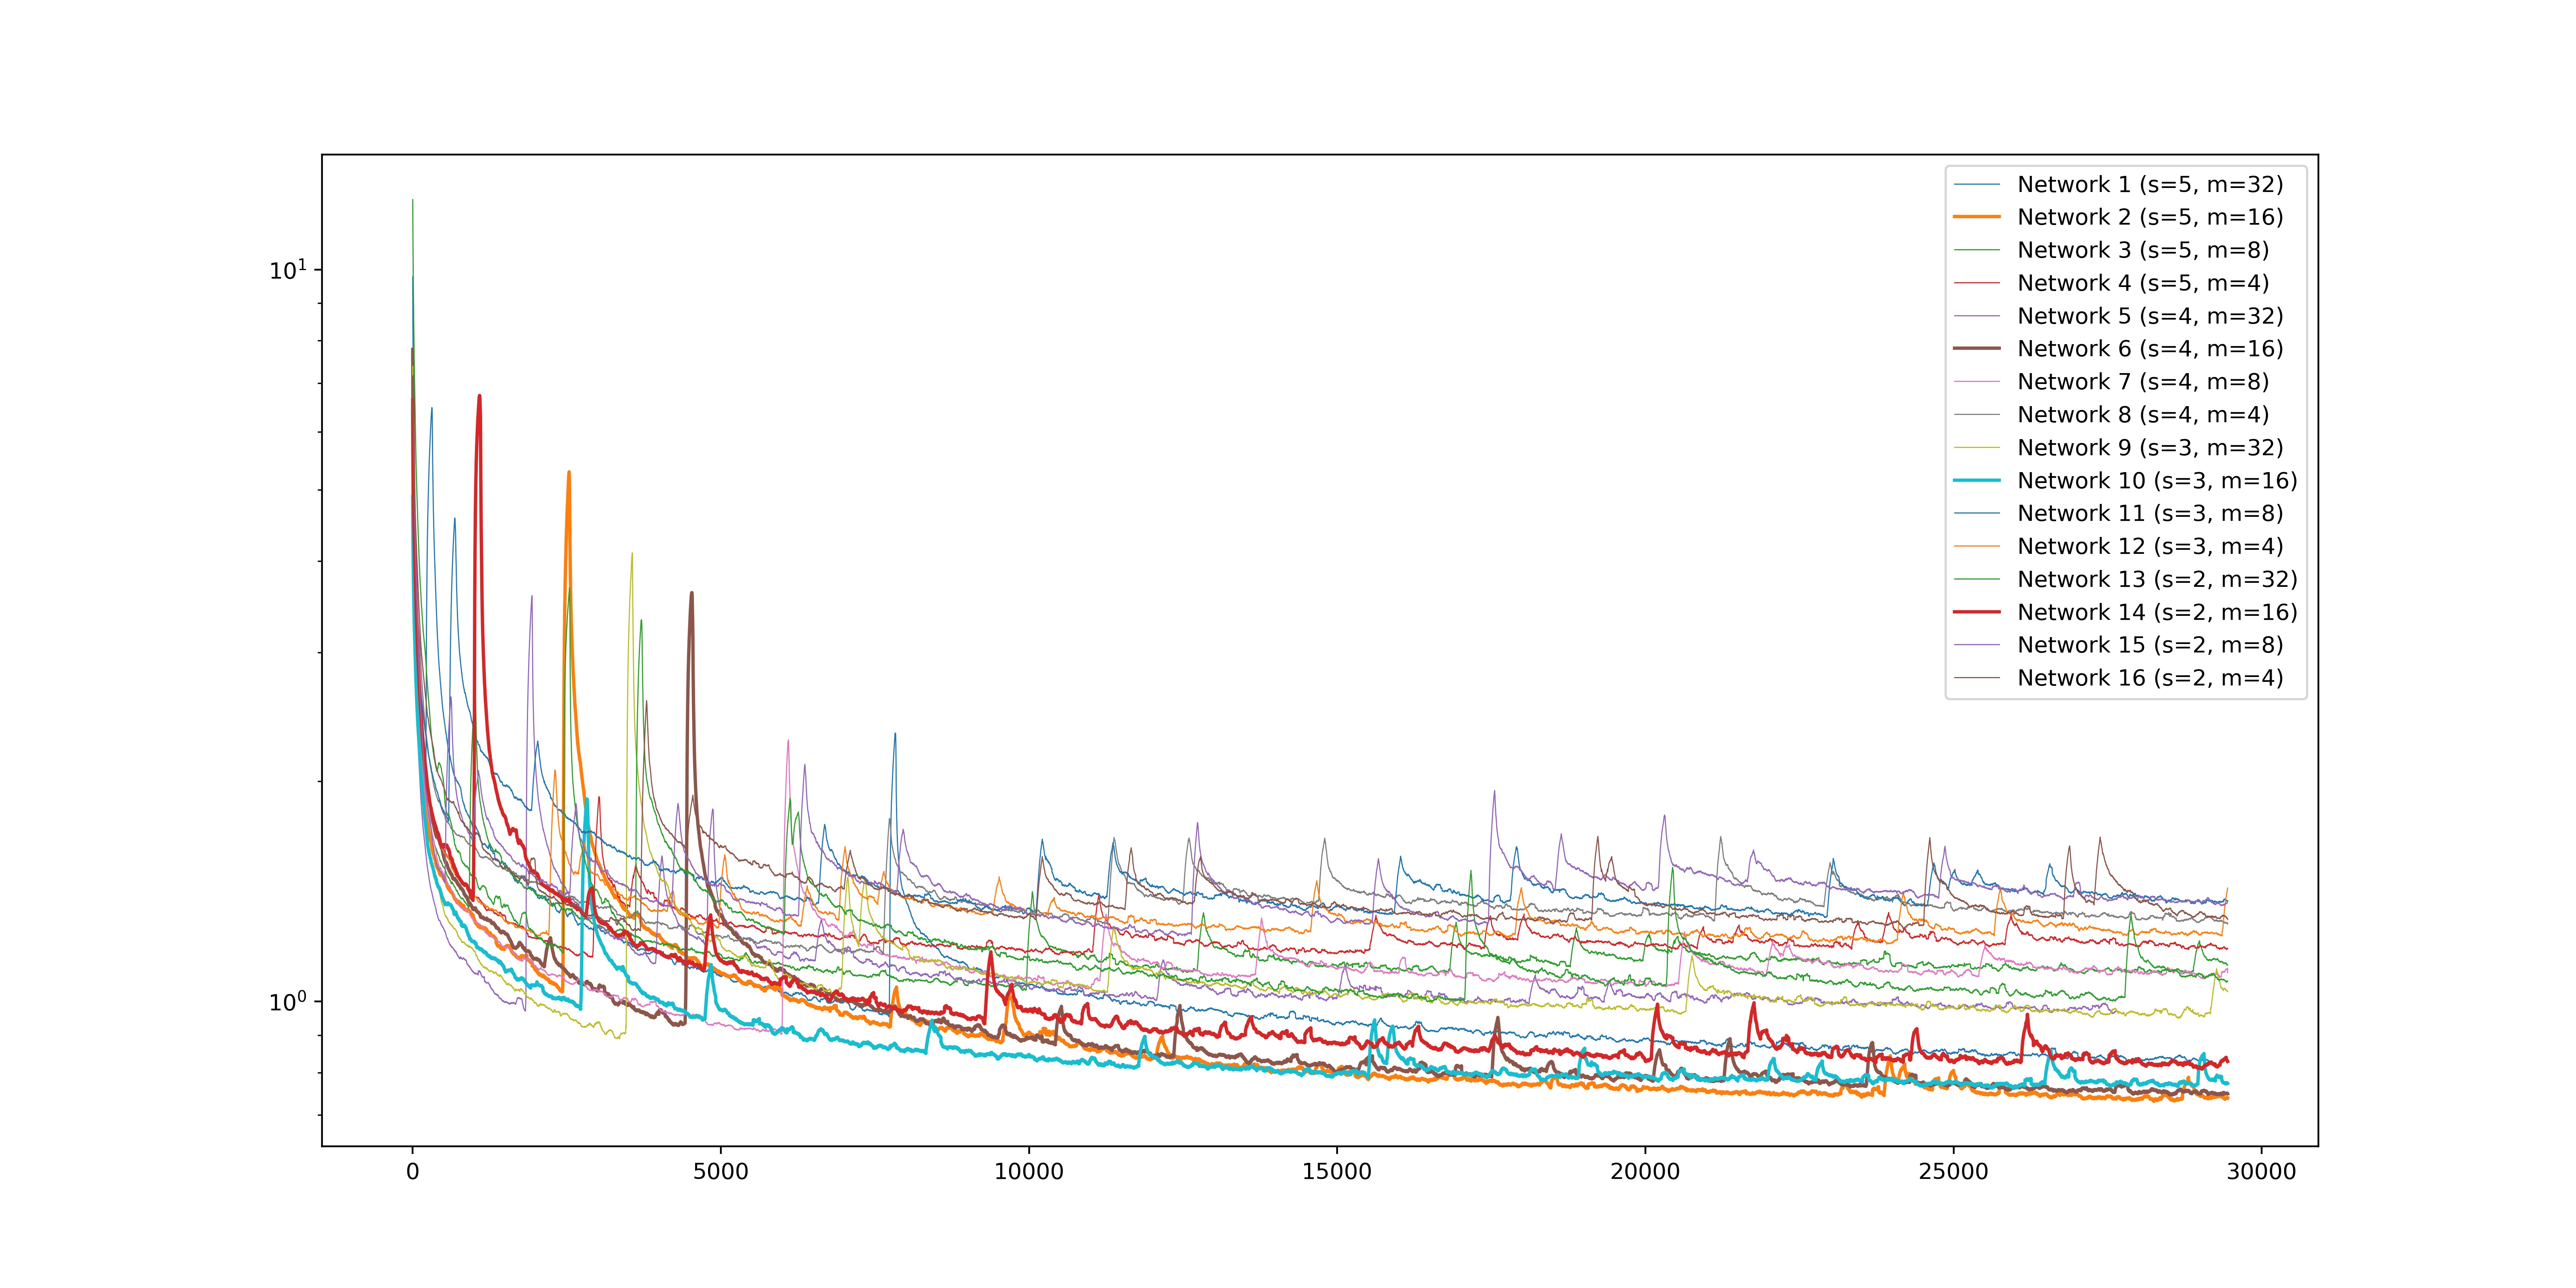 10¹
10⁰
0 5000 10000 15000 20000 25000 30000
Network 1 (s=5, m=32)
Network 2 (s=5, m=16)
Network 3 (s=5, m=8)
Network 4 (s=5, m=4)
Network 5 (s=4, m=32)
Network 6 (s=4, m=16)
Network 7 (s=4, m=8)
Network 8 (s=4, m=4)
Network 9 (s=3, m=32)
Network 10 (s=3, m=16)
Network 11 (s=3, m=8)
Network 12 (s=3, m=4)
Network 13 (s=2, m=32)
Network 14 (s=2, m=16)
Network 15 (s=2, m=8)
Network 16 (s=2, m=4)